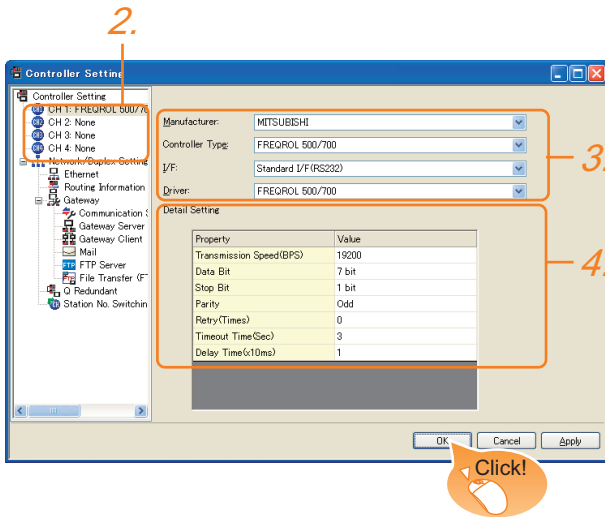 2.
Controller Setting
Controller Setting
CH 1: FREQROL 500/70
CH 2: None
CH 3: None
CH 4: None
Network/Duplex Setting
Ethernet
Routing Information
Gateway
Communication S
Gateway Server
Gateway Client
Mail
FTP Server
File Transfer (FT
Q Redundant
Station No. Switchin
Manufacturer: MITSUBISHI
Controller Type: FREQROL 500/700
I/F: Standard I/F(RS232)
Driver: FREQROL 500/700
3.
Detail Setting
Property Value
Transmission Speed(BPS) 19200
Data Bit 7 bit
Stop Bit 1 bit
Parity Odd
Retry(Times) 0
Timeout Time(Sec) 3
Delay Time(x10ms) 1
4.
OK Cancel Apply
Click!